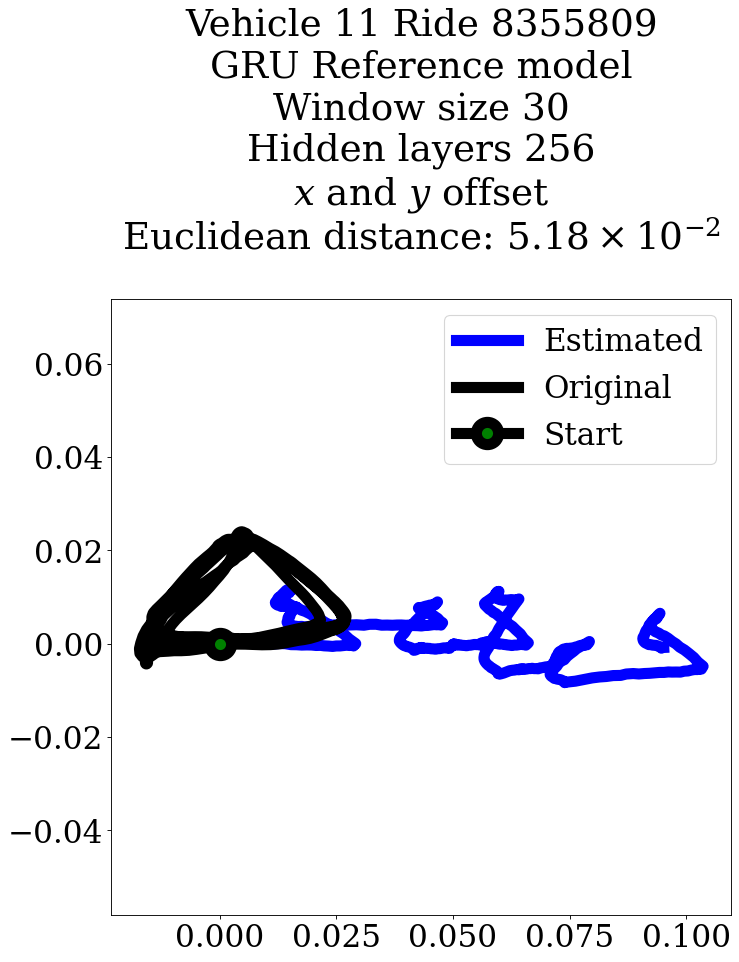 Vehicle 11 Ride 8355809
GRU Reference model
Window size 30
Hidden layers 256
x and y offset
Euclidean distance: 5.18 × 10⁻²
Estimated
Original
Start
0.06
0.04
0.02
0.00
−0.02
−0.04
0.000 0.025 0.050 0.075 0.100